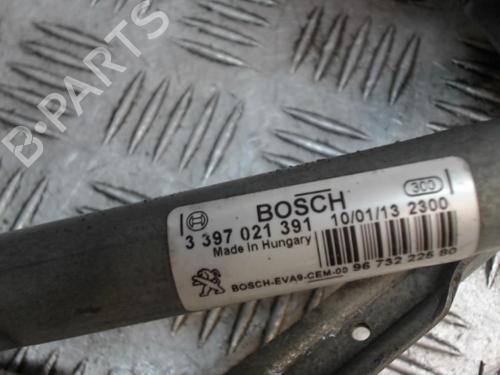 B-PARTS
BOSCH
300
3 397 021 391
10/01/13 2300
Made in Hungary
BOSCH-EVA9-CEM-00
96 732 226 80